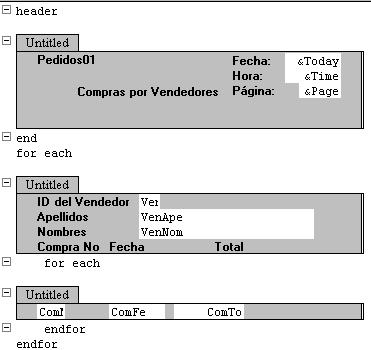 header
Untitled
Pedidos01 Fecha: &Today
Hora: &Time
Compras por Vendedores Página: &Page
end
for each
Untitled
ID del Vendedor Ver
Apellidos VenApe
Nombres VenNom
Compra No Fecha Total
for each
Untitled
ComFe ComTo
endfor
endfor